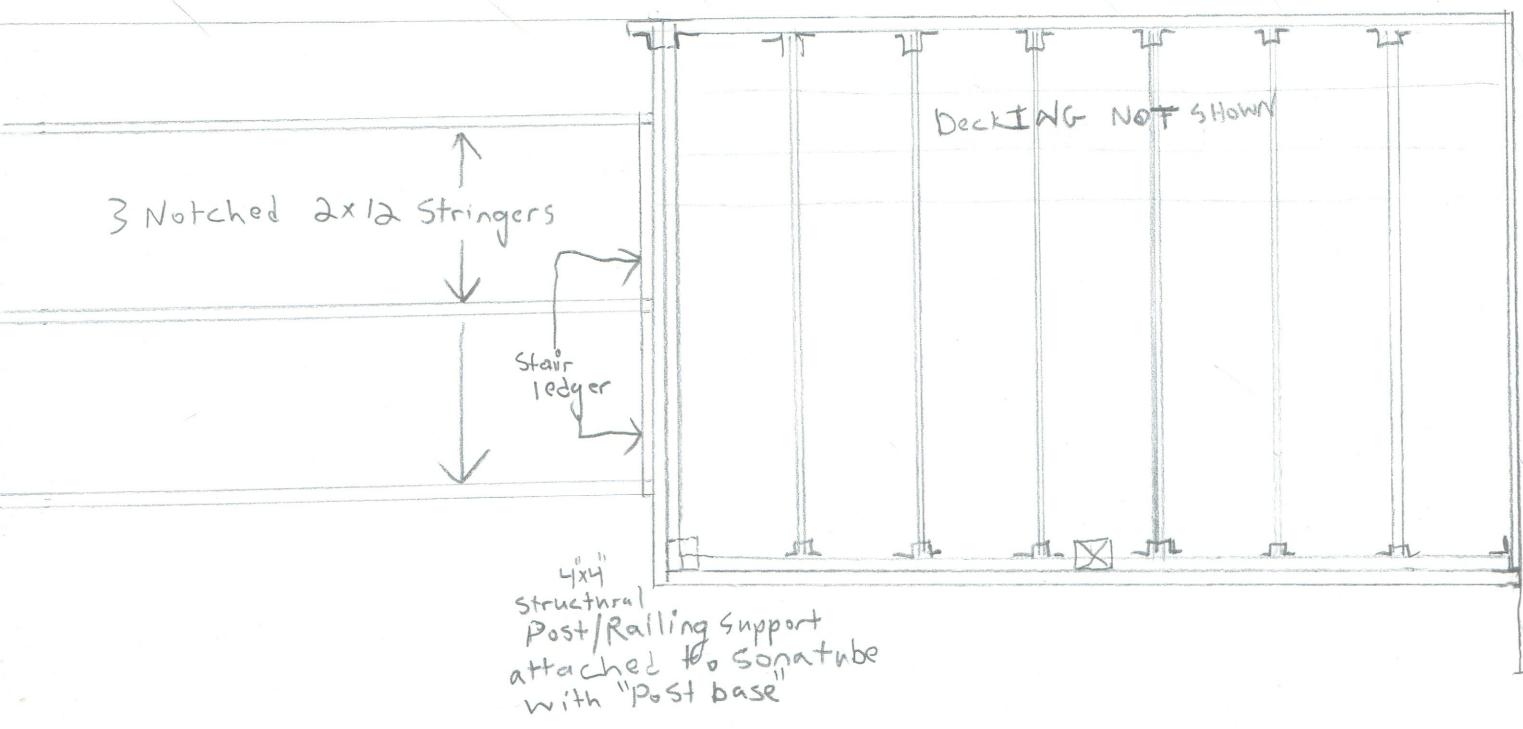 DeckING NOT SHOWN
3 Notched 2x12 Stringers
Stair
ledger
4"x4"
Structural
Post/Railing Support
attached to Sonatube
with "Post base"